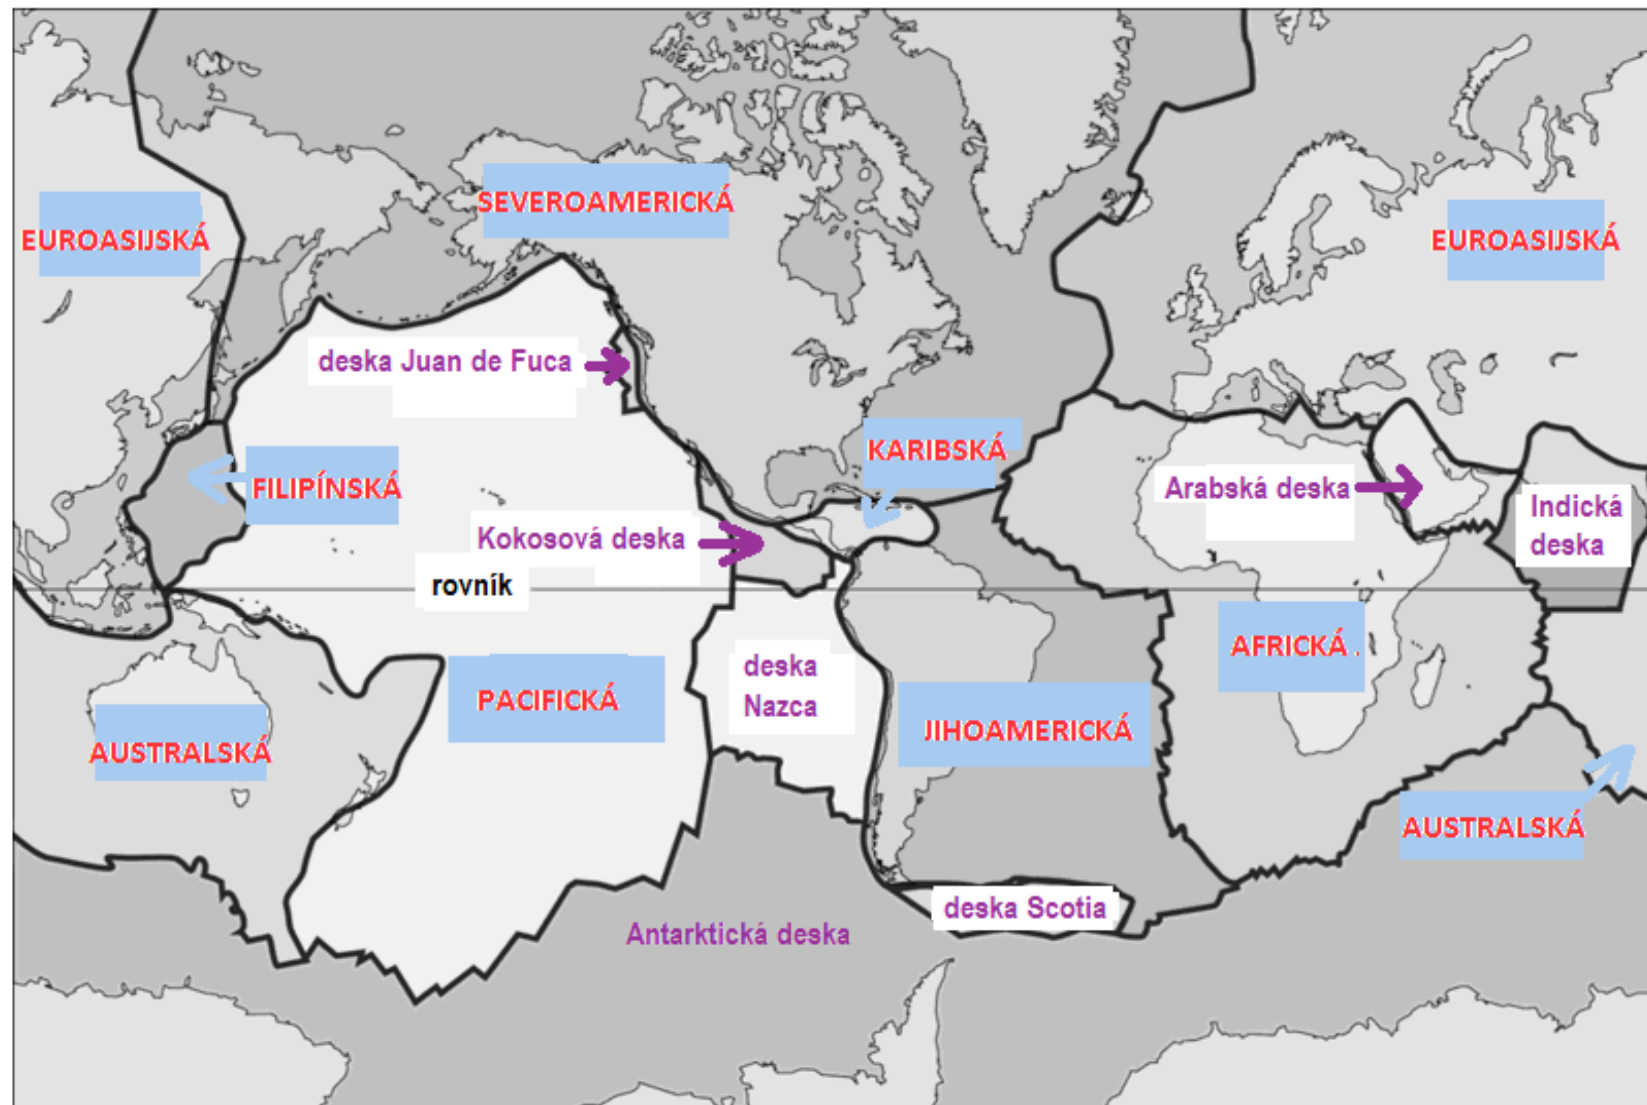 SEVEROAMERICKÁ
EUROASIJSKÁ
EUROASIJSKÁ
deska Juan de Fuca
KARIBSKÁ
FILIPÍNSKÁ
Arabská deska
Indická
deska
Kokosová deska
rovník
AFRICKÁ .
deska
Nazca
PACIFICKÁ
JIHOAMERICKÁ
AUSTRALSKÁ
AUSTRALSKÁ
deska Scotia
Antarktická deska